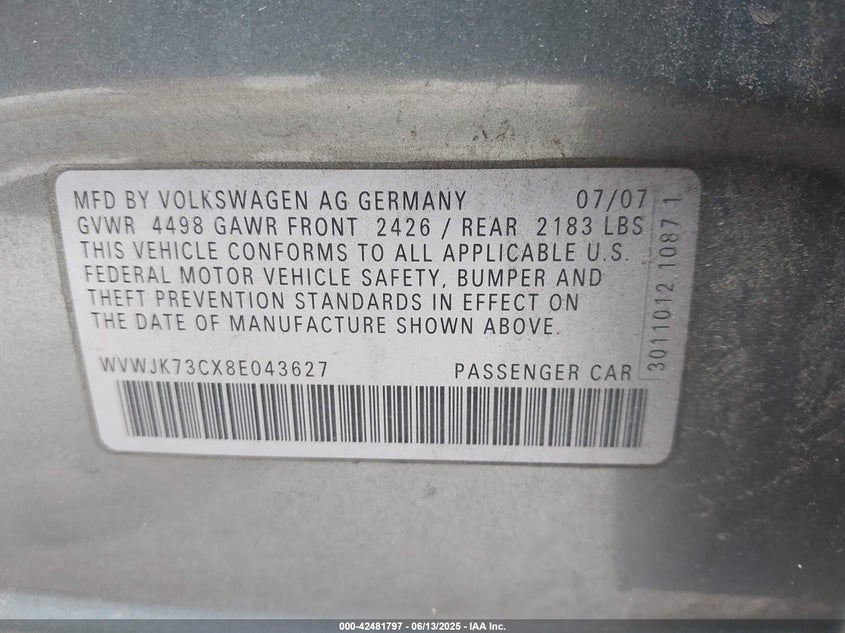 MFD BY VOLKSWAGEN AG GERMANY 07/07
GVWR 4498 GAWR FRONT 2426 / REAR 2183 LBS
THIS VEHICLE CONFORMS TO ALL APPLICABLE U.S.
FEDERAL MOTOR VEHICLE SAFETY, BUMPER AND
THEFT PREVENTION STANDARDS IN EFFECT ON
THE DATE OF MANUFACTURE SHOWN ABOVE.
WVWJK73CX8E043627 PASSENGER CAR
3011012 1087 1
000-42481797 - 06/13/2025 - IAA Inc.